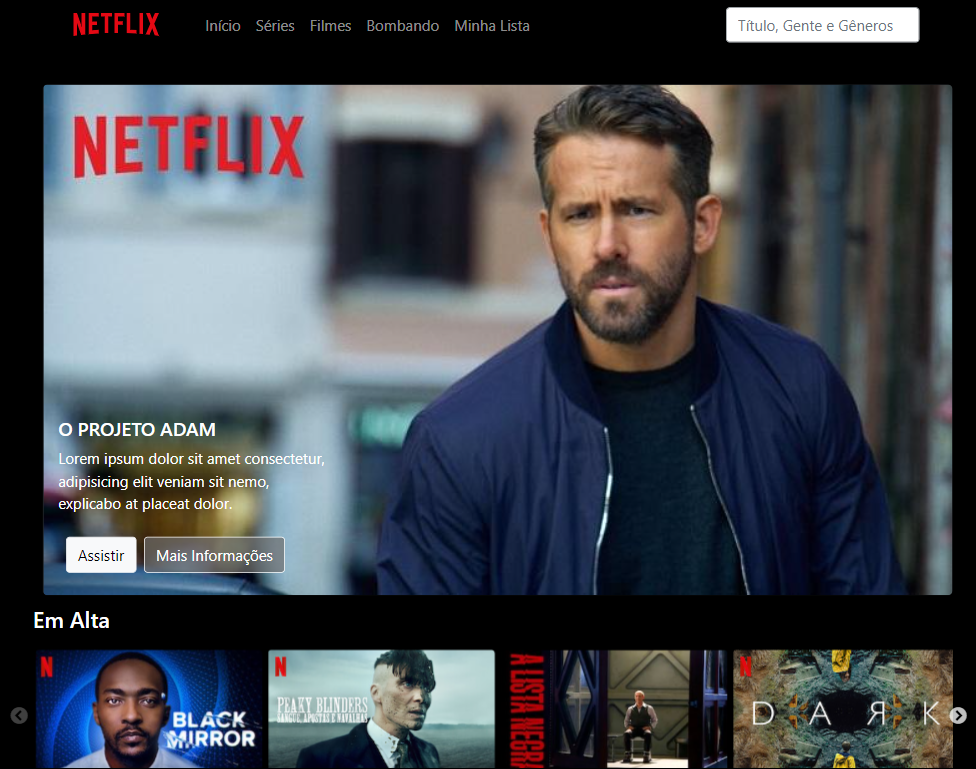 NETFLIX
Início Séries Filmes Bombando Minha Lista
Título, Gente e Gêneros
NETFLIX
O PROJETO ADAM
Lorem ipsum dolor sit amet consectetur,
adipisicing elit veniam sit nemo,
explicabo at placeat dolor.
Assistir Mais Informações
Em Alta
N
BLACK
MIRROR
N
PEAKY BLINDERS
SANGUE, APOSTAS E NAVALHAS
A LISTA NEGRA
N
DARK